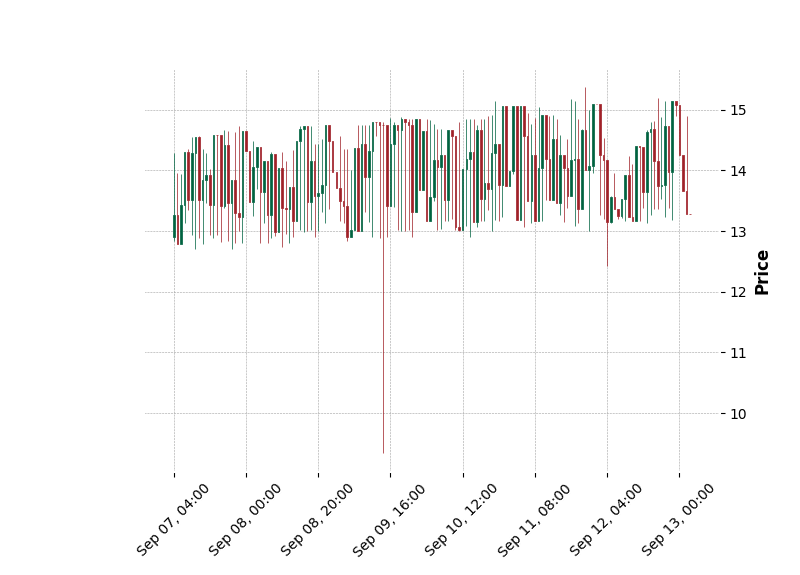 15
14
13
12
11
10
Price
Sep 07, 04:00
Sep 08, 00:00
Sep 08, 20:00
Sep 09, 16:00
Sep 10, 12:00
Sep 11, 08:00
Sep 12, 04:00
Sep 13, 00:00